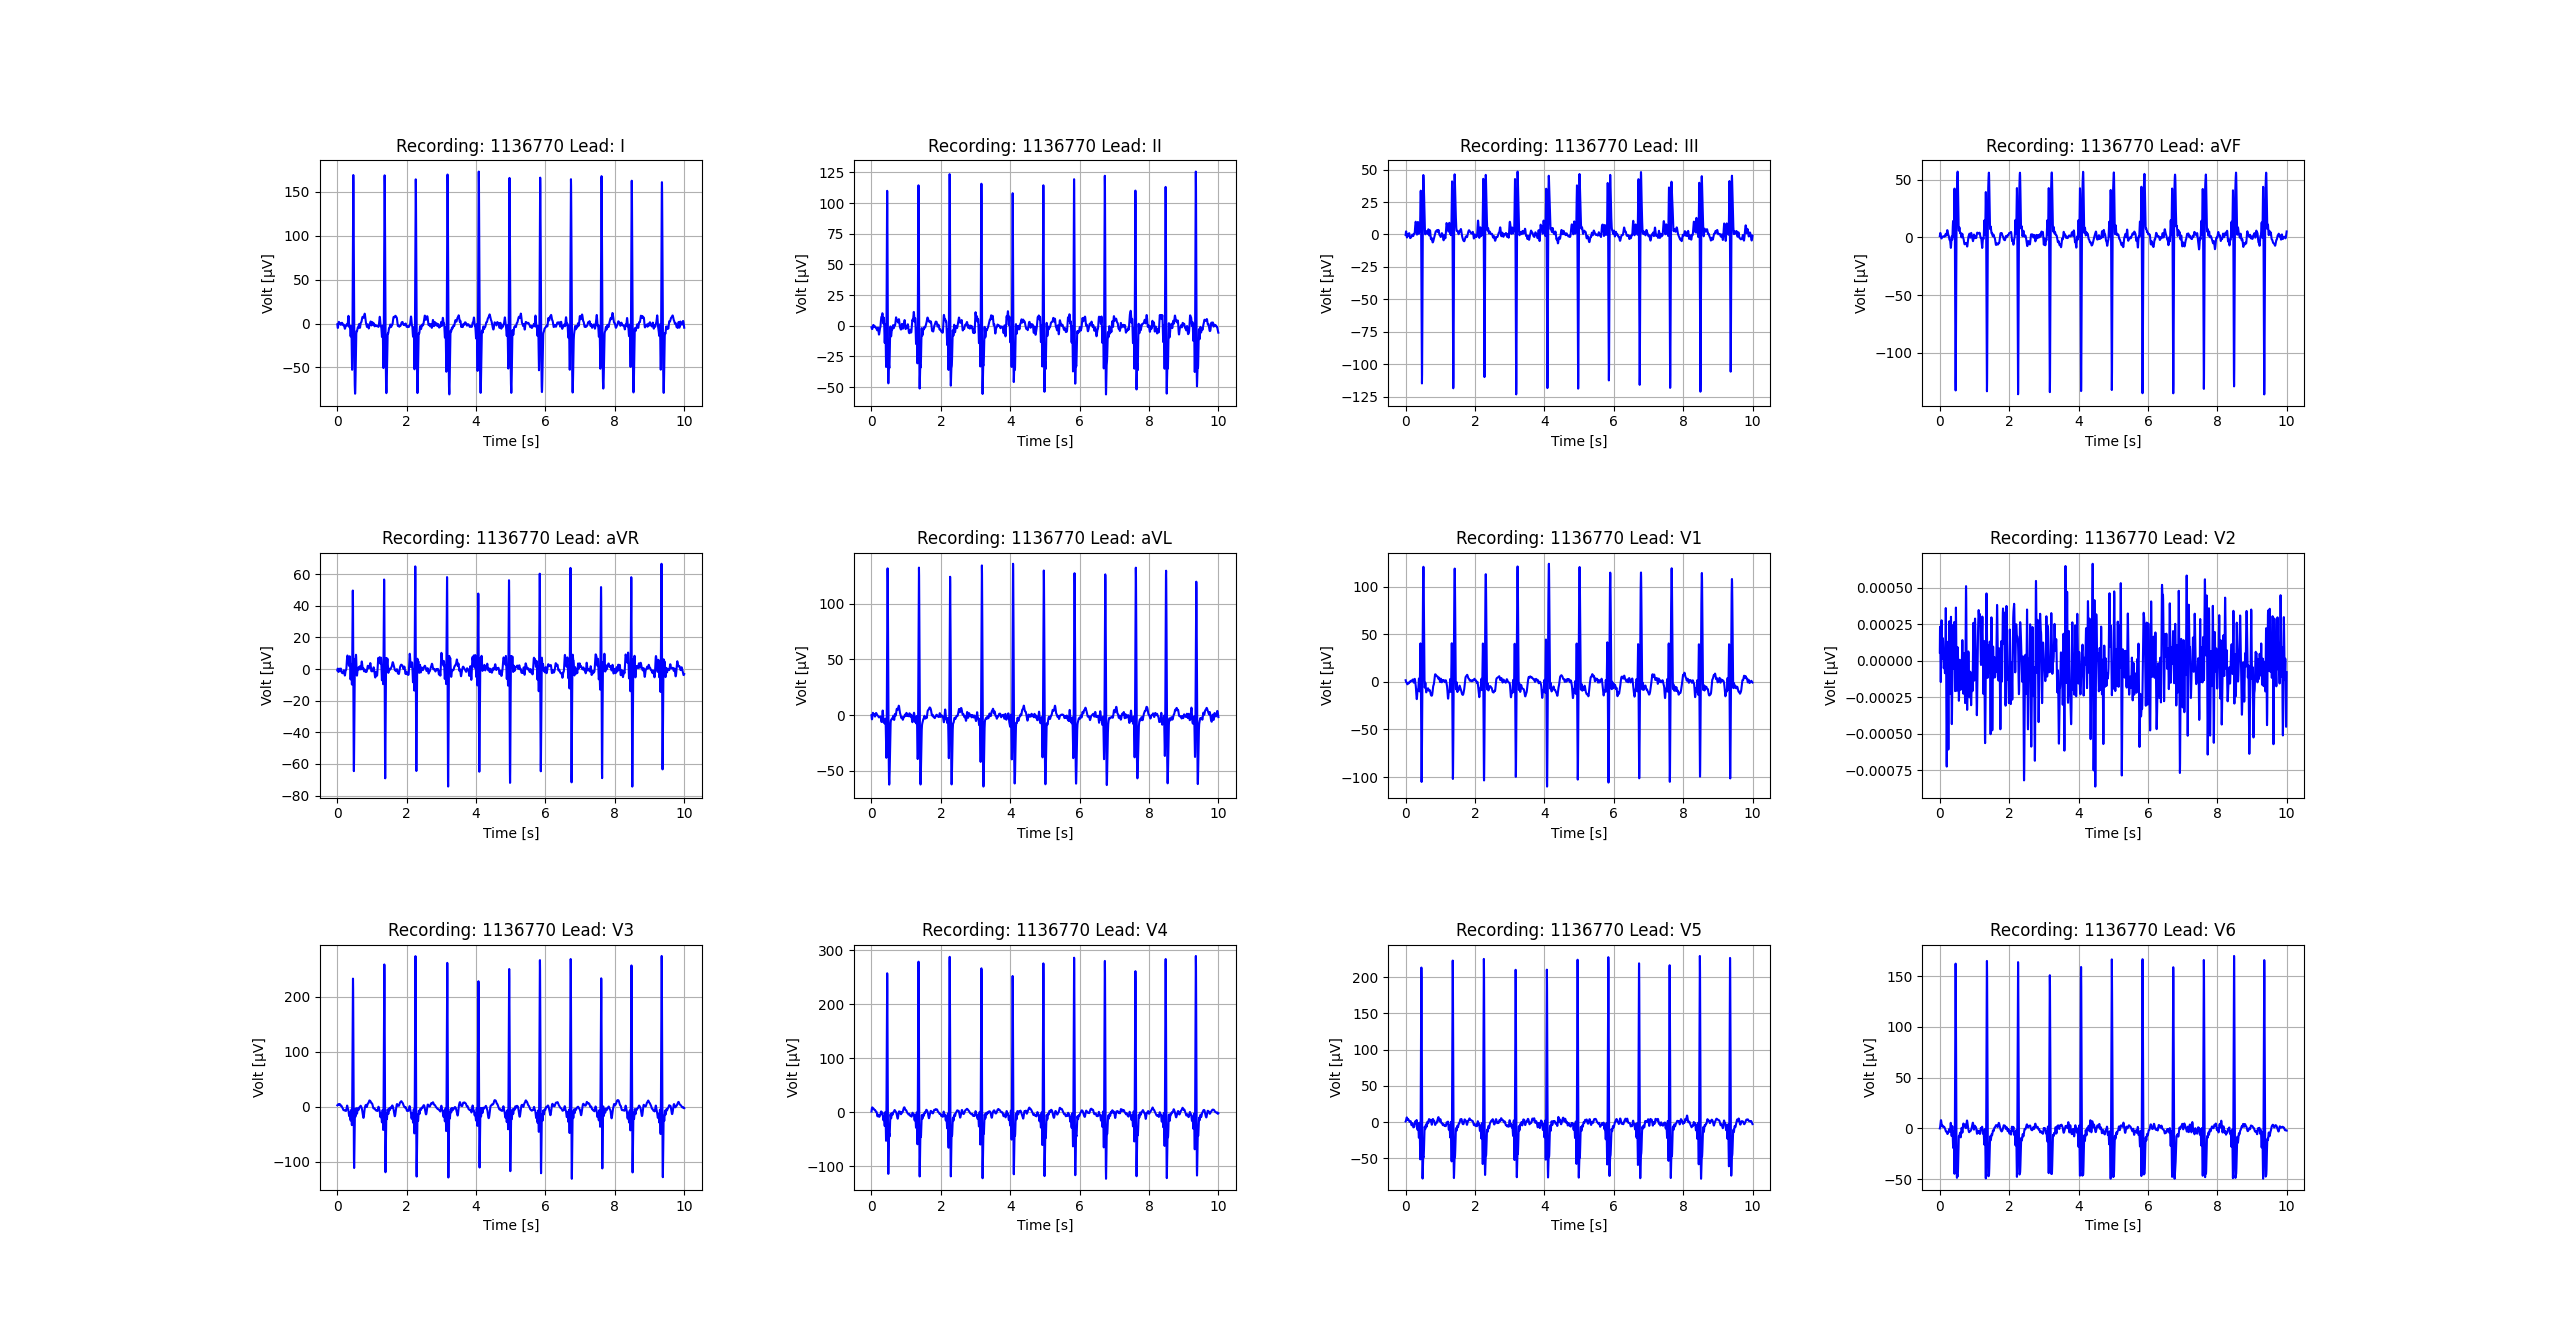 Recording: 1136770 Lead: I
150
100
50
0
−50
Volt [µV]
0 2 4 6 8 10
Time [s]
Recording: 1136770 Lead: II
125
100
75
50
25
0
−25
−50
Volt [µV]
0 2 4 6 8 10
Time [s]
Recording: 1136770 Lead: III
50
25
0
−25
−50
−75
−100
−125
Volt [µV]
0 2 4 6 8 10
Time [s]
Recording: 1136770 Lead: aVF
50
0
−50
−100
Volt [µV]
0 2 4 6 8 10
Time [s]
Recording: 1136770 Lead: aVR
60
40
20
0
−20
−40
−60
−80
Volt [µV]
0 2 4 6 8 10
Time [s]
Recording: 1136770 Lead: aVL
100
50
0
−50
Volt [µV]
0 2 4 6 8 10
Time [s]
Recording: 1136770 Lead: V1
100
50
0
−50
−100
Volt [µV]
0 2 4 6 8 10
Time [s]
Recording: 1136770 Lead: V2
0.00050
0.00025
0.00000
−0.00025
−0.00050
−0.00075
Volt [µV]
0 2 4 6 8 10
Time [s]
Recording: 1136770 Lead: V3
200
100
0
−100
Volt [µV]
0 2 4 6 8 10
Time [s]
Recording: 1136770 Lead: V4
300
200
100
0
−100
Volt [µV]
0 2 4 6 8 10
Time [s]
Recording: 1136770 Lead: V5
200
150
100
50
0
−50
Volt [µV]
0 2 4 6 8 10
Time [s]
Recording: 1136770 Lead: V6
150
100
50
0
−50
Volt [µV]
0 2 4 6 8 10
Time [s]